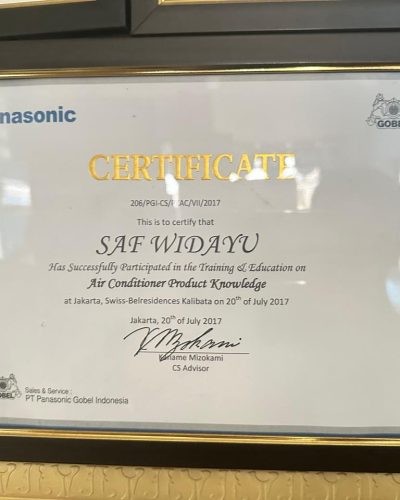 nasonic
GOBEL
CERTIFICATE
This is to certify that
SAF WIDAYU
Has Successfully Participated in the Training & Education on
Air Conditioner Product Knowledge
at Jakarta, Swiss-Belresidences Kalibata on 20th of July 2017
Jakarta, 20th of July 2017
Mizokami
CS Advisor
Sales & Service :
PT Panasonic Gobel Indonesia